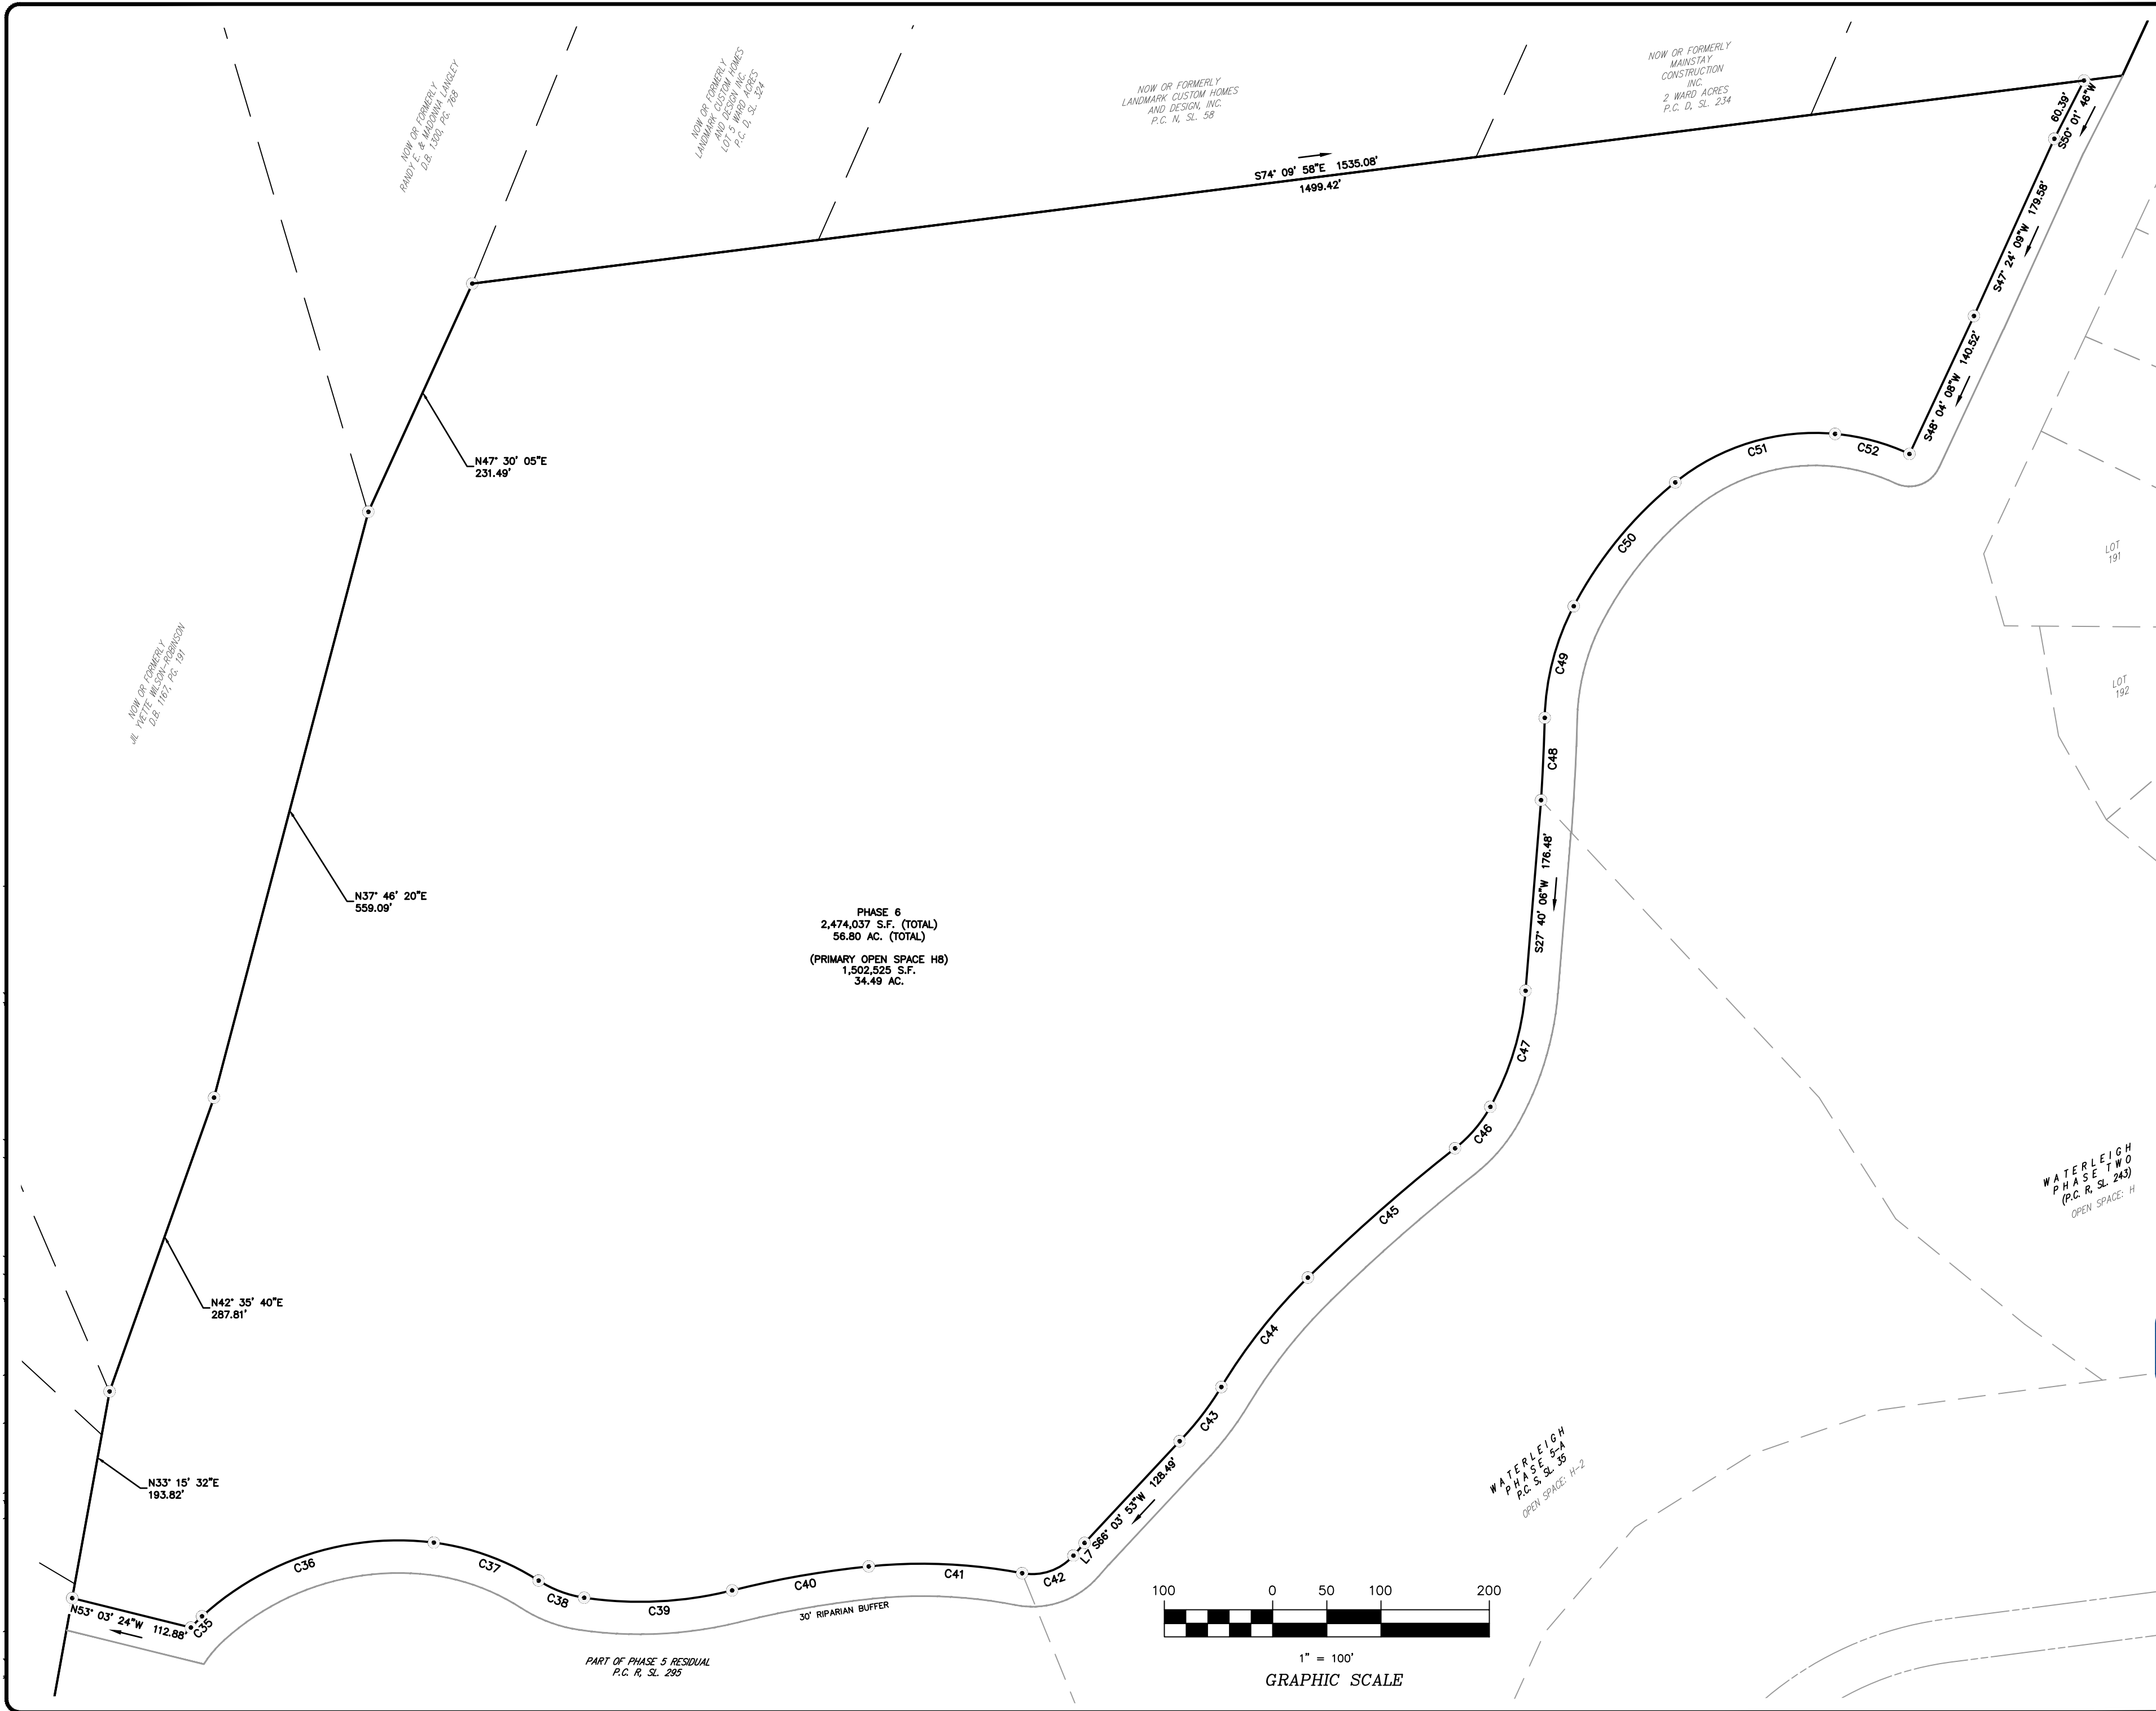 NOW OR FORMERLY
RANDY E. & MADONNA LANGLEY
D.B. 1300, PG. 768
NOW OR FORMERLY
LANDMARK CUSTOM HOMES
AND DESIGN INC.
LOT 5 WARD ACRES
P.C. D, SL. 324
NOW OR FORMERLY
LANDMARK CUSTOM HOMES
AND DESIGN, INC.
P.C. N, SL. 58
NOW OR FORMERLY
MAINSTAY
CONSTRUCTION
INC.
2 WARD ACRES
P.C. D, SL. 234
S74° 09' 58"E 1535.08'
1499.42'
60.39'
S50° 01' 46"W
S47° 24' 09"W 179.58'
S48° 04' 08"W 140.52'
N47° 30' 05"E
231.49'
C52
C51
C50
C49
C48
LOT
191
LOT
192
NOW OR FORMERLY
JIL YVETTE WILSON-ROBINSON
D.B. 1167, PG. 191
N37° 46' 20"E
559.09'
PHASE 6
2,474,037 S.F. (TOTAL)
56.80 AC. (TOTAL)
(PRIMARY OPEN SPACE H8)
1,502,525 S.F.
34.49 AC.
S27° 40' 06"W 176.48'
C47
C46
C45
C44
C43
WATERLEIGH
PHASE TWO
(P.C. R, SL. 243)
OPEN SPACE: H
N42° 35' 40"E
287.81'
N33° 15' 32"E
193.82'
WATERLEIGH
PHASE 5-A
P.C. S, SL. 35
OPEN SPACE: H-2
S66° 03' 53"W 128.49'
L7
C42
C41
C40
C39
C38
C37
C36
C35
N53° 03' 24"W 112.88'
30' RIPARIAN BUFFER
PART OF PHASE 5 RESIDUAL
P.C. R, SL. 295
100 0 50 100 200
1" = 100'
GRAPHIC SCALE